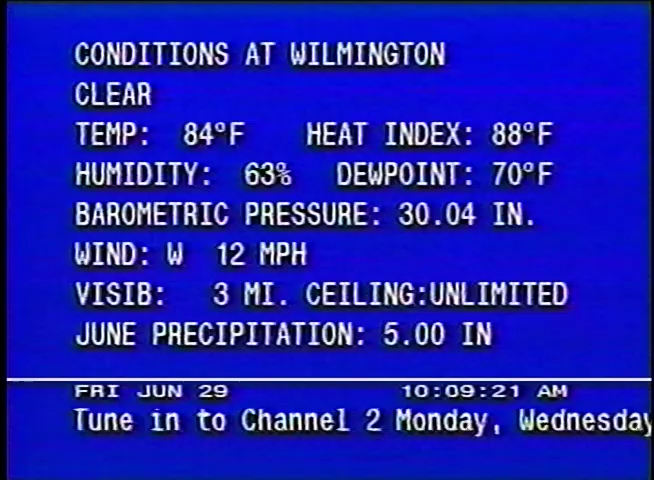 CONDITIONS AT WILMINGTON
CLEAR
TEMP: 84°F HEAT INDEX: 88°F
HUMIDITY: 63% DEWPOINT: 70°F
BAROMETRIC PRESSURE: 30.04 IN.
WIND: W 12 MPH
VISIB: 3 MI. CEILING:UNLIMITED
JUNE PRECIPITATION: 5.00 IN
FRI JUN 29 10:09:21 AM
Tune in to Channel 2 Monday, Wednesday